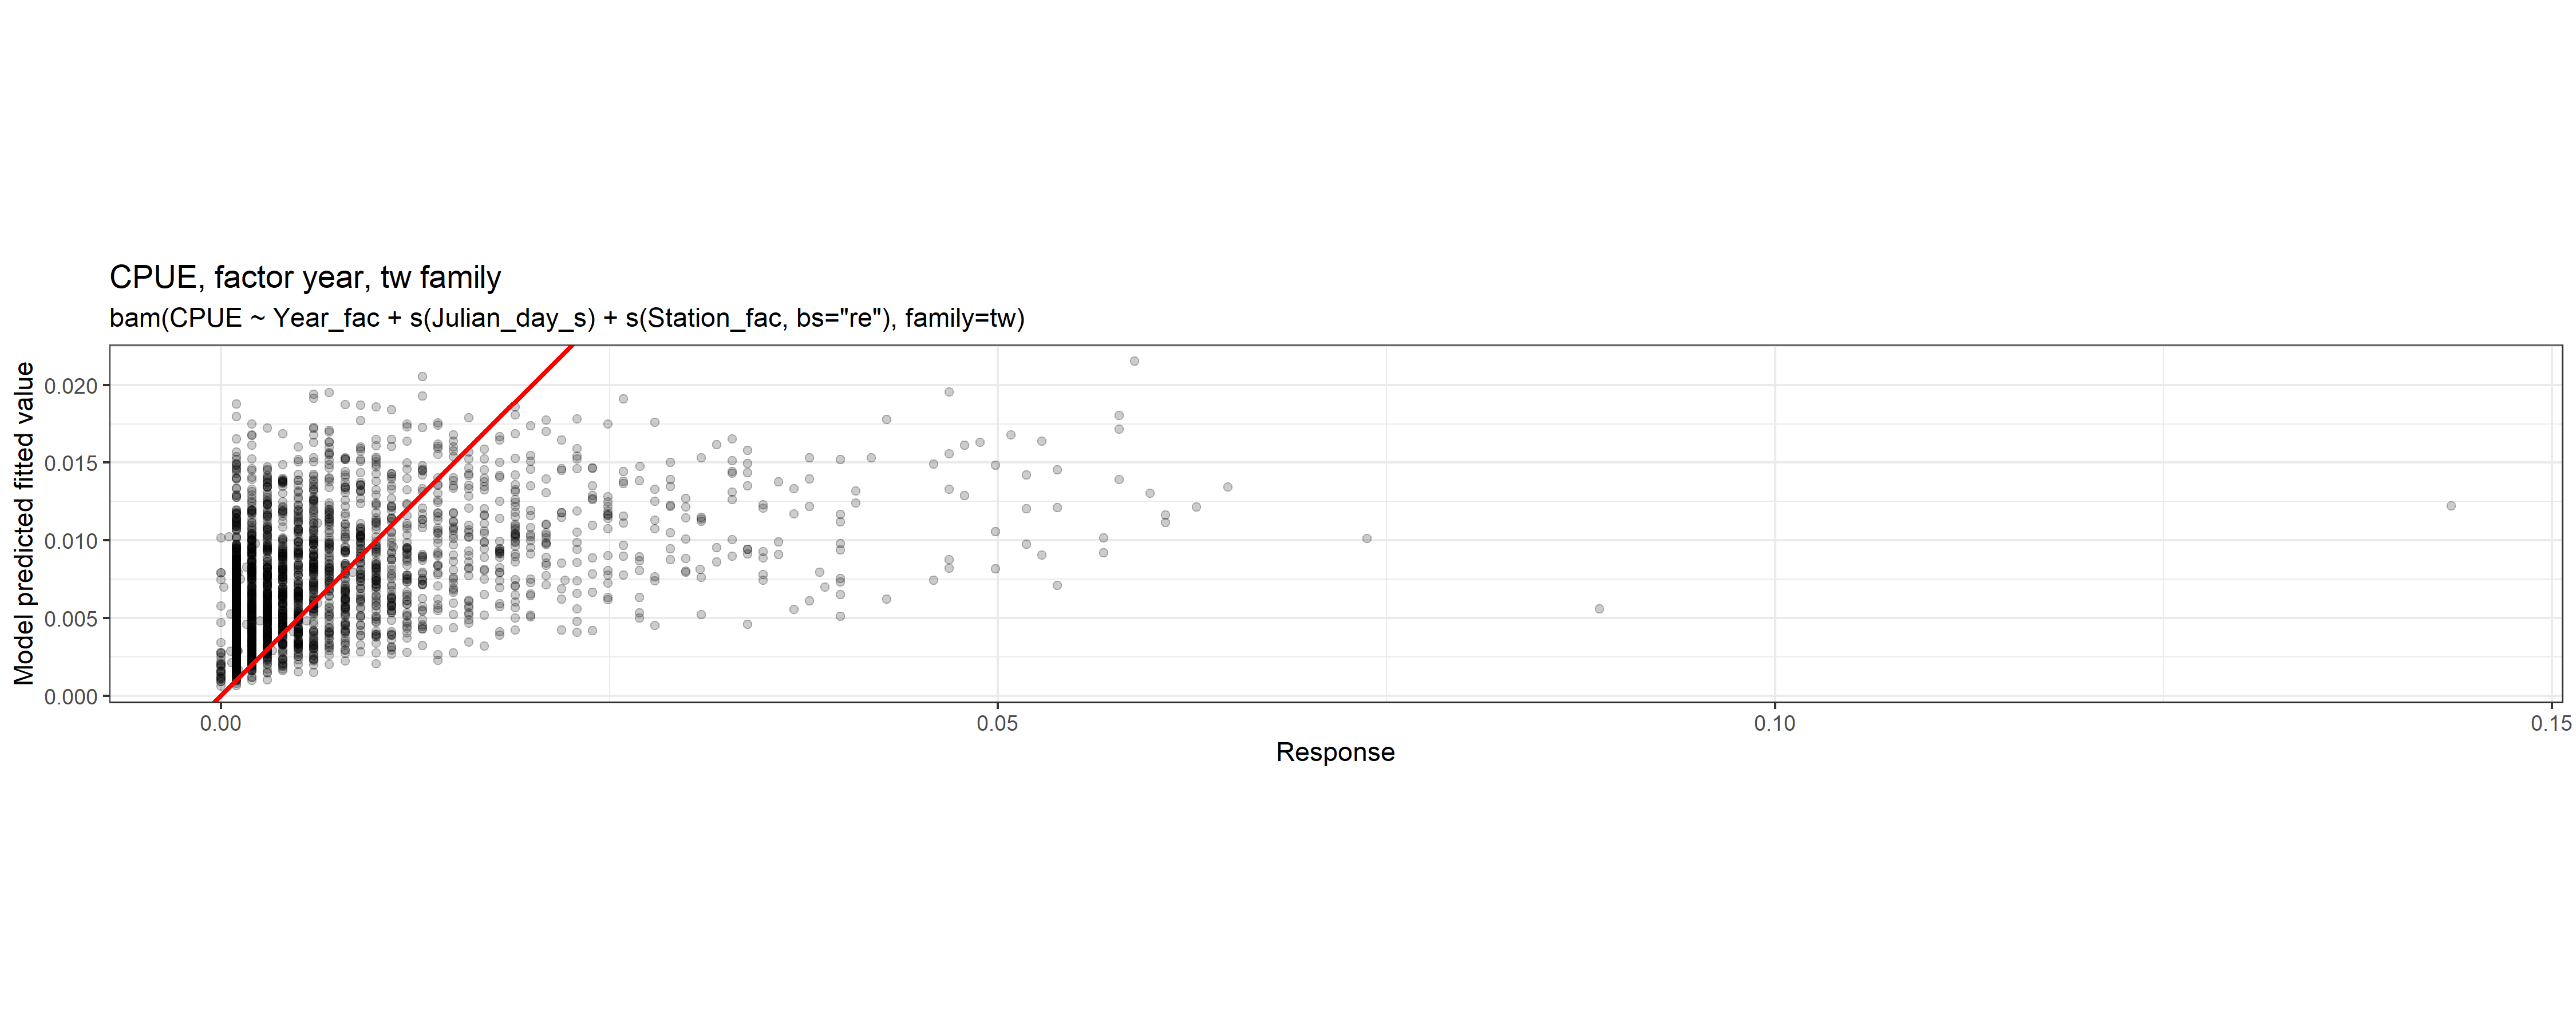 CPUE, factor year, tw family
bam(CPUE ~ Year_fac + s(Julian_day_s) + s(Station_fac, bs="re"), family=tw)
Model predicted fitted value
0.020
0.015
0.010
0.005
0.000
0.00
0.05
0.10
0.15
Response